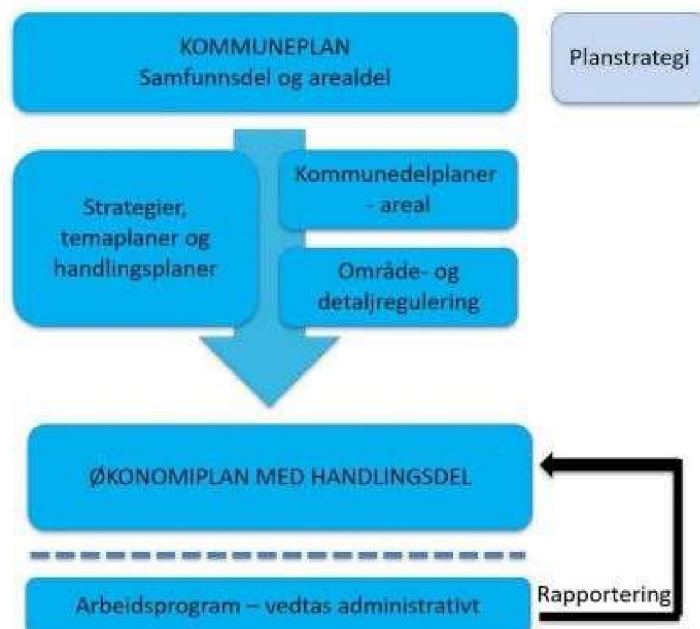 KOMMUNEPLAN
Samfunnsdel og arealdel
Planstrategi
Strategier,
temaplaner og
handlingsplaner
Kommunedelplaner
- areal
Område- og
detaljregulering
ØKONOMIPLAN MED HANDLINGSDEL
Arbeidsprogram – vedtas administrativt
Rapportering